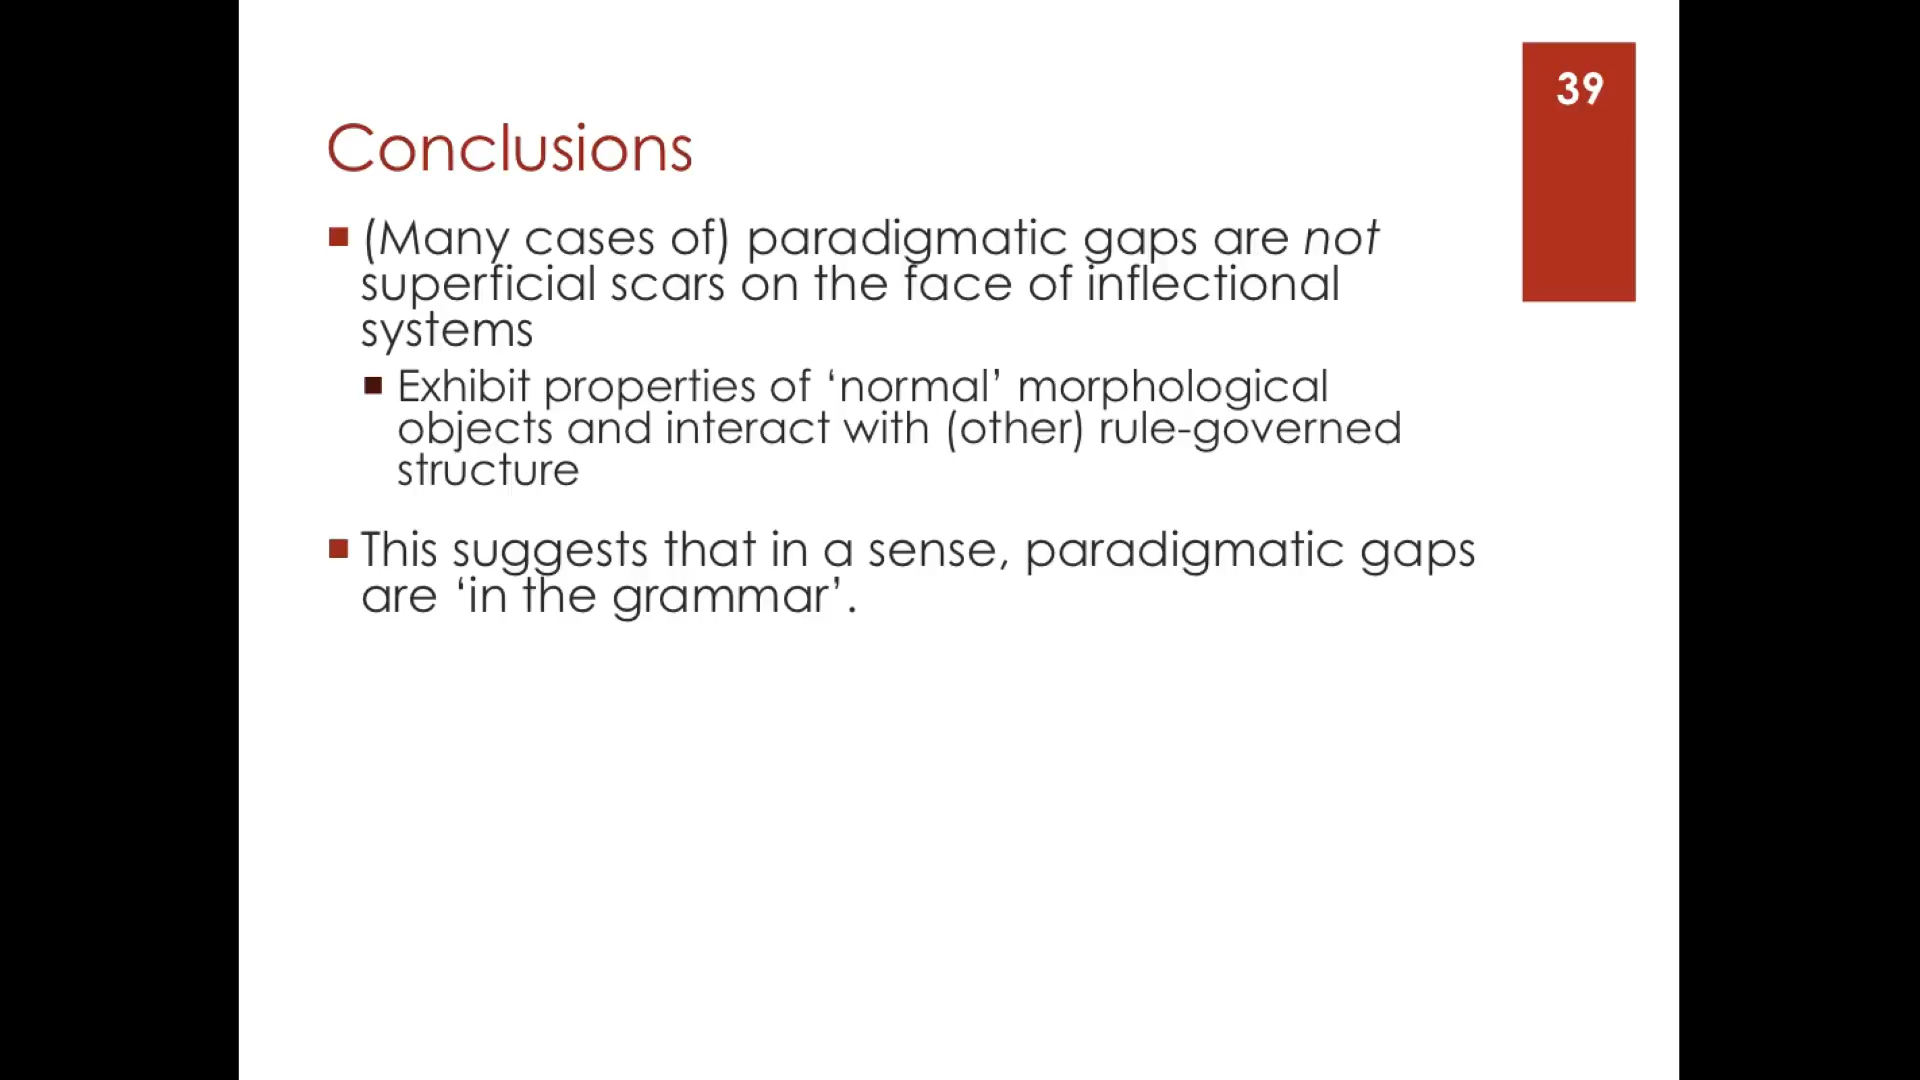 39
Conclusions
(Many cases of) paradigmatic gaps are not
superficial scars on the face of inflectional
systems
Exhibit properties of ‘normal’ morphological
objects and interact with (other) rule-governed
structure
This suggests that in a sense, paradigmatic gaps
are ‘in the grammar’.